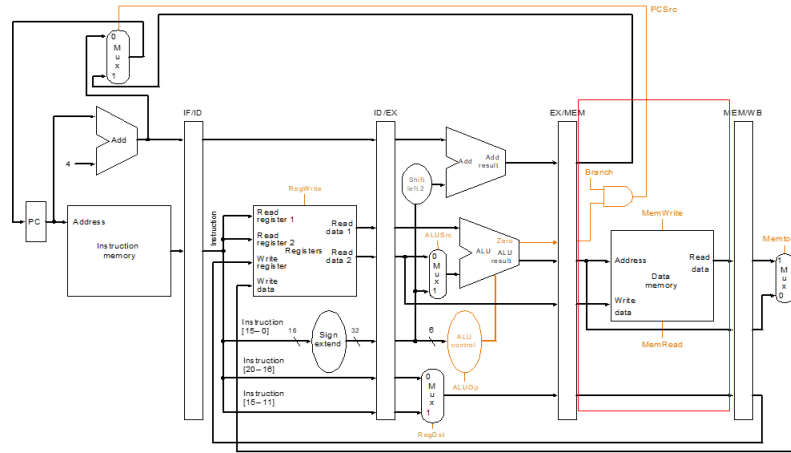 PCSrc
0
M
u
x
1
IF/ID
ID/EX
EX/MEM
MEM/WB
Add
4
Add
Add
result
Shift
left 2
Branch
RegWrite
PC
Address
Instruction
memory
Instruction
Read
register 1
Read
register 2
Registers
Write
register
Write
data
Read
data 1
Read
data 2
ALUSrc
0
M
u
x
1
Zero
ALU
ALU
result
MemWrite
Address
Read
data
Data
memory
Write
data
MemRead
Memto
1
M
u
x
0
Instruction
[15–0]
16
Sign
extend
32
6
ALU
control
ALUOp
Instruction
[20–16]
Instruction
[15–11]
0
M
u
x
1
RegDst